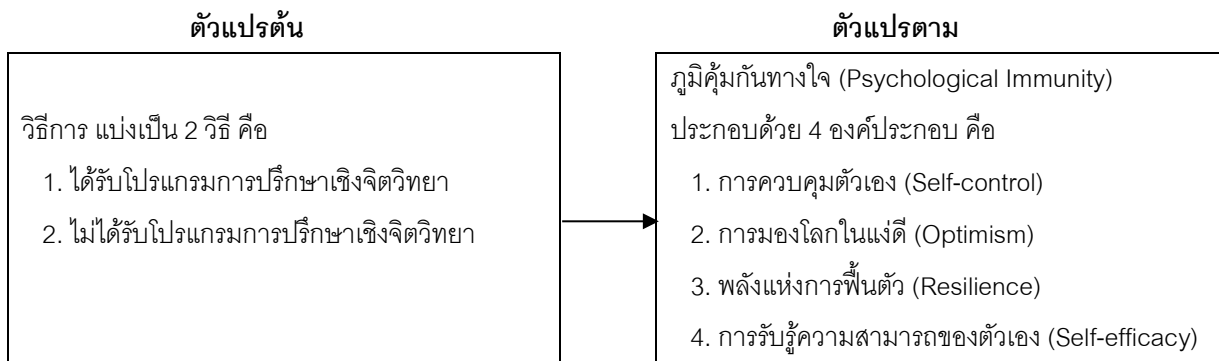 ตัวแปรต้น
วิธีการ แบ่งเป็น 2 วิธี คือ
1. ได้รับโปรแกรมการปรึกษาเชิงจิตวิทยา
2. ไม่ได้รับโปรแกรมการปรึกษาเชิงจิตวิทยา
ตัวแปรตาม
ภูมิคุ้มกันทางใจ (Psychological Immunity)
ประกอบด้วย 4 องค์ประกอบ คือ
1. การควบคุมตัวเอง (Self-control)
2. การมองโลกในแง่ดี (Optimism)
3. พลังแห่งการฟื้นตัว (Resilience)
4. การรับรู้ความสามารถของตัวเอง (Self-efficacy)